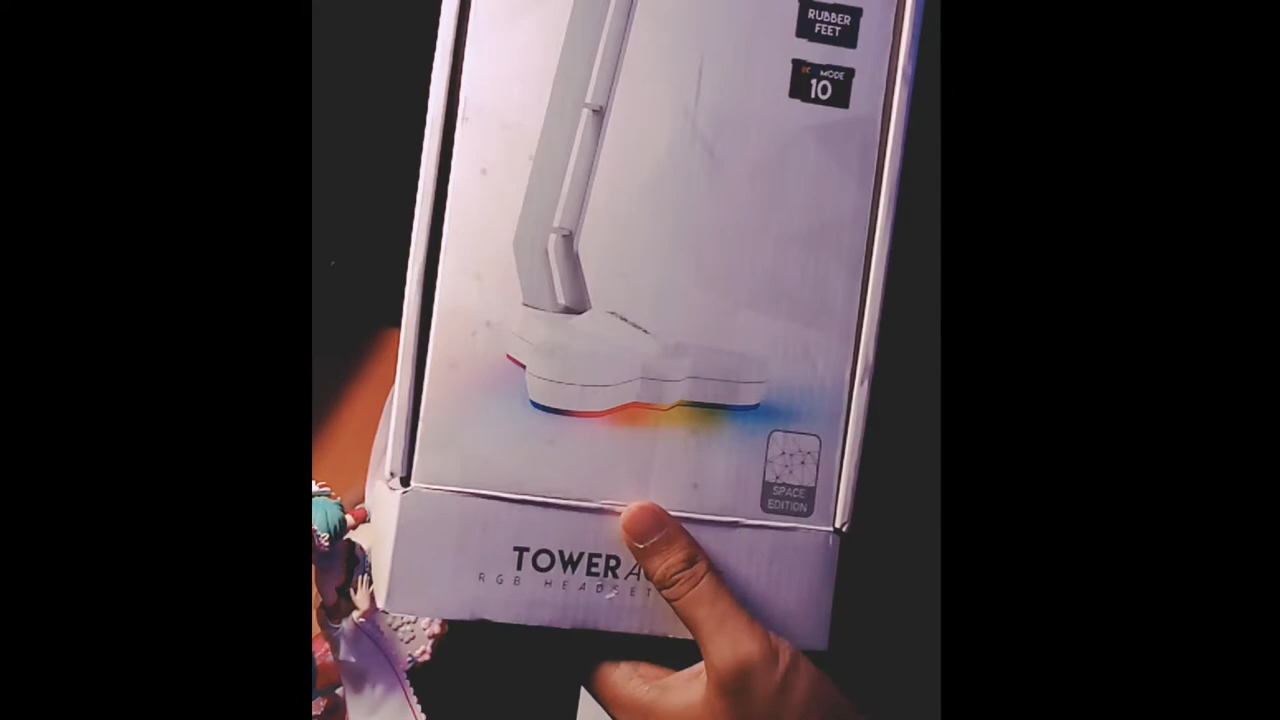 RUBBER
FEET
MODE
10
SPACE
EDITION
TOWER
RGB HEADSET